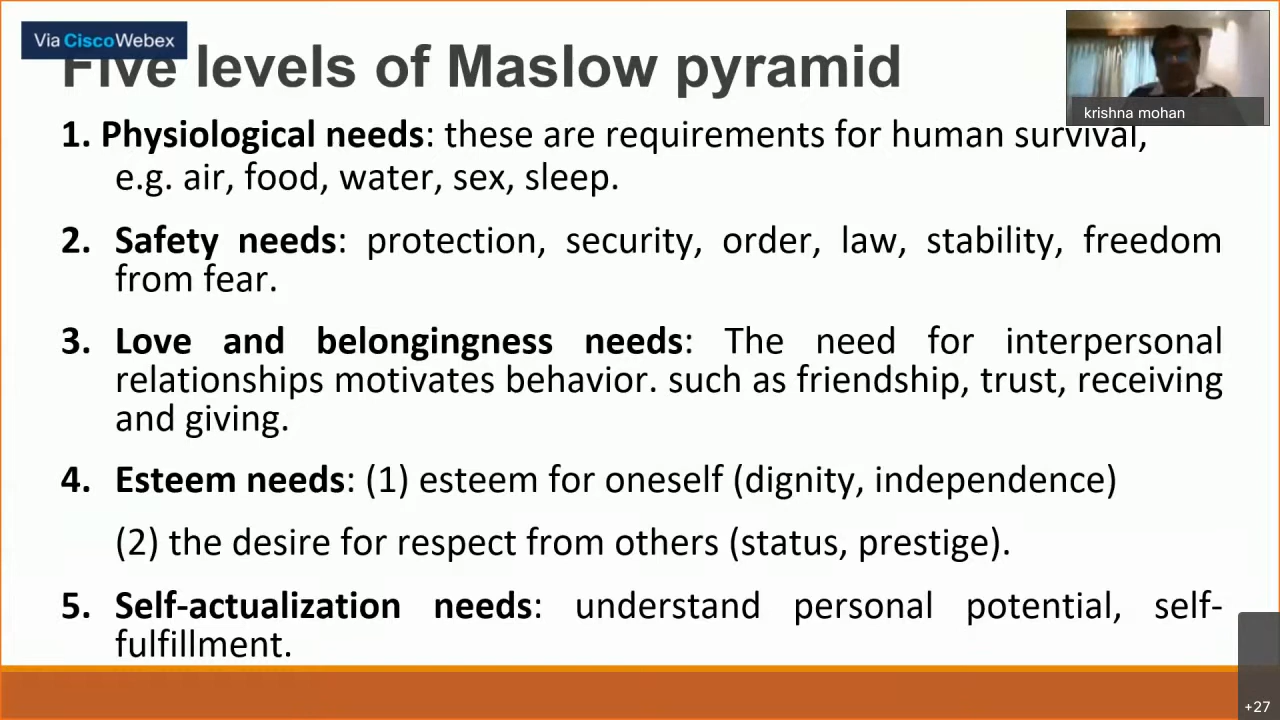 Via CiscoWebex
Five levels of Maslow pyramid
krishna mohan
1. Physiological needs: these are requirements for human survival,
e.g. air, food, water, sex, sleep.
2. Safety needs: protection, security, order, law, stability, freedom
from fear.
3. Love and belongingness needs: The need for interpersonal
relationships motivates behavior. such as friendship, trust, receiving
and giving.
4. Esteem needs: (1) esteem for oneself (dignity, independence)
(2) the desire for respect from others (status, prestige).
5. Self-actualization needs: understand personal potential, self-
fulfillment.
+27